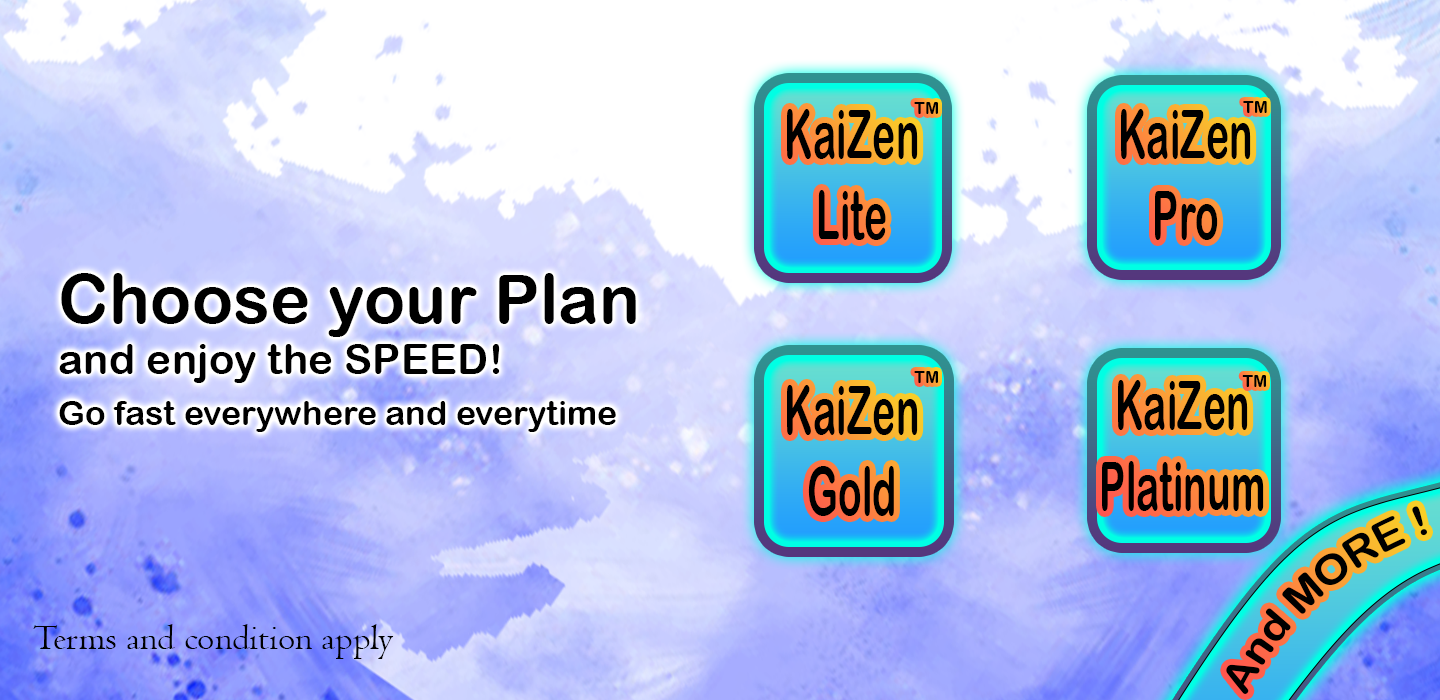 Choose your Plan
and enjoy the SPEED!
Go fast everywhere and everytime
KaiZen™
Lite
KaiZen™
Pro
KaiZen™
Gold
KaiZen™
Platinum
And MORE !
Terms and condition apply